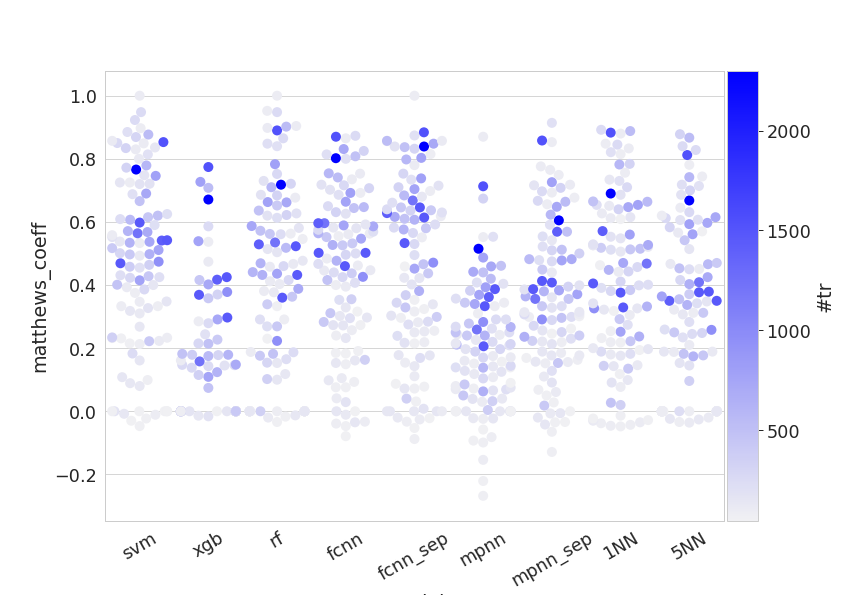 1.0
0.8
0.6
0.4
0.2
0.0
−0.2
matthews_coeff
svm
xgb
rf
fcnn
fcnn_sep
mpnn
mpnn_sep
1NN
5NN
2000
1500
1000
500
#tr